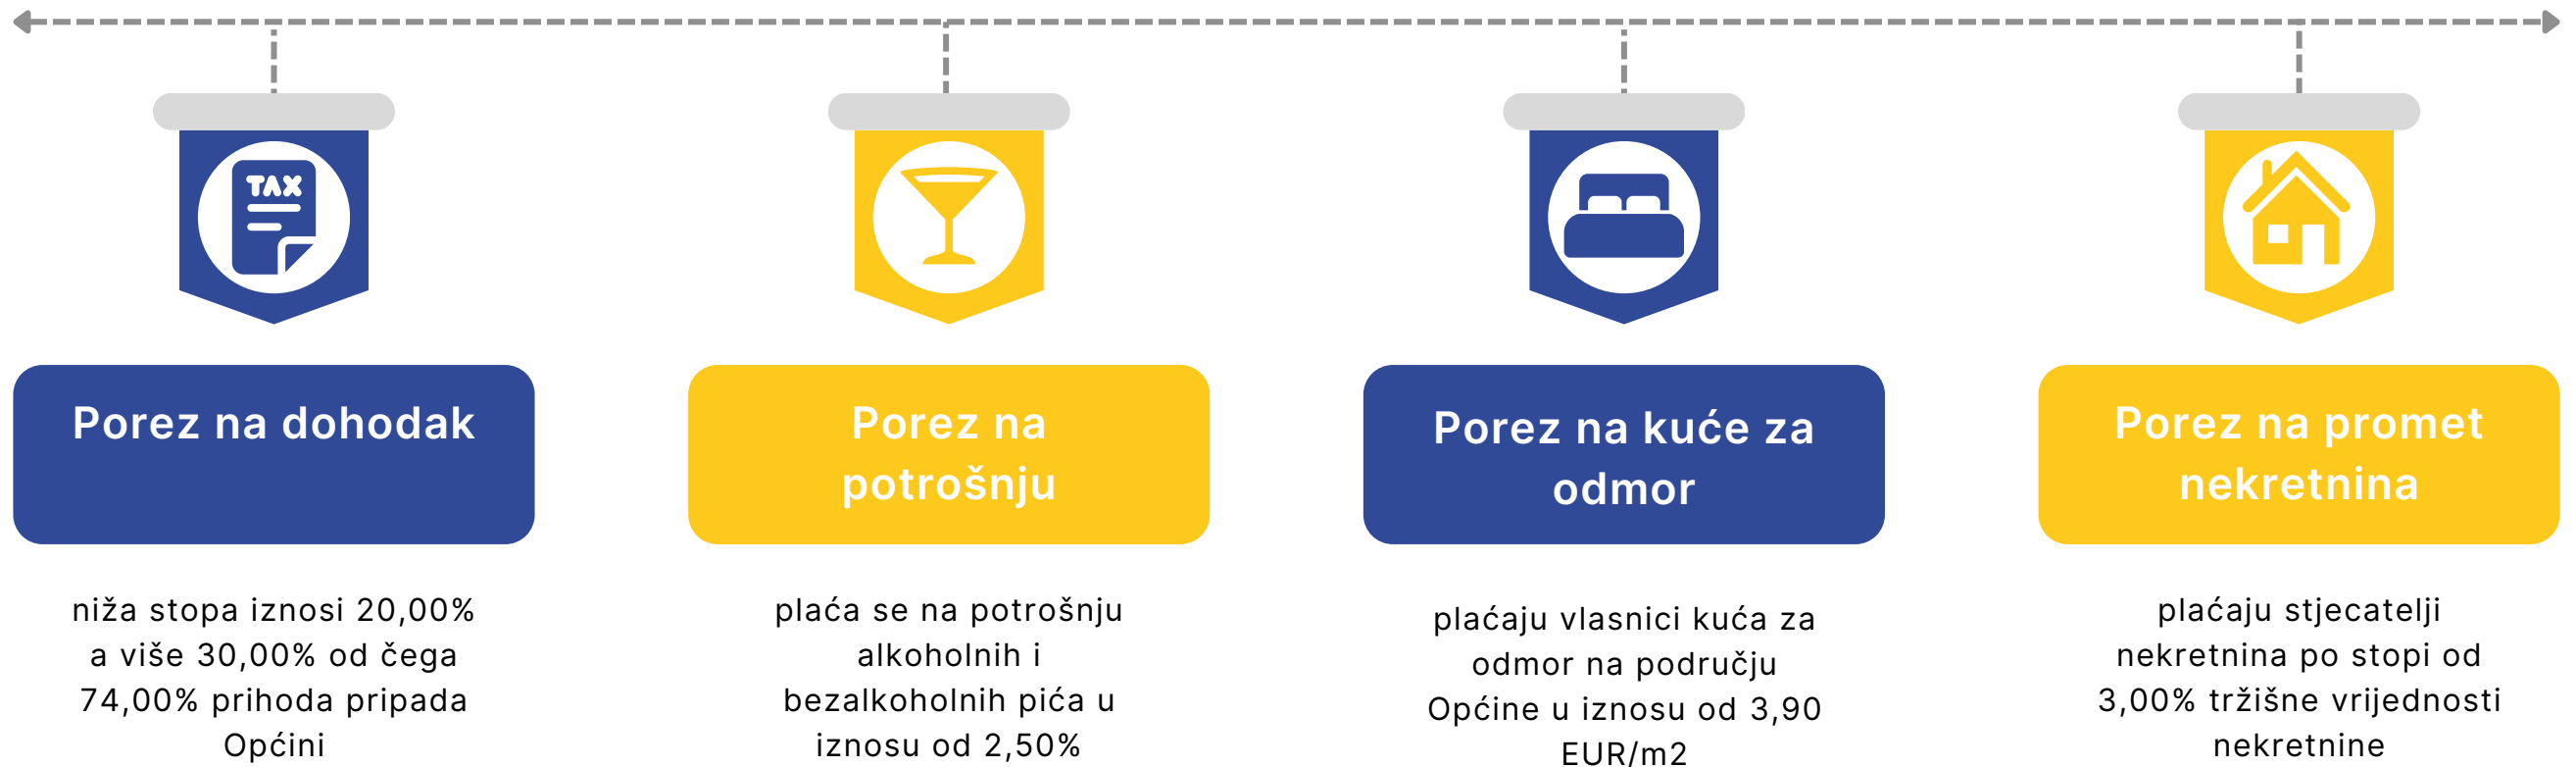 TAX
Porez na dohodak
niža stopa iznosi 20,00%
a više 30,00% od čega
74,00% prihoda pripada
Općini
Porez na
potrošnju
plaća se na potrošnju
alkoholnih i
bezalkoholnih pića u
iznosu od 2,50%
Porez na kuće za
odmor
plaćaju vlasnici kuća za
odmor na području
Općine u iznosu od 3,90
EUR/m2
Porez na promet
nekretnina
plaćaju stjecatelji
nekretnina po stopi od
3,00% tržišne vrijednosti
nekretnine